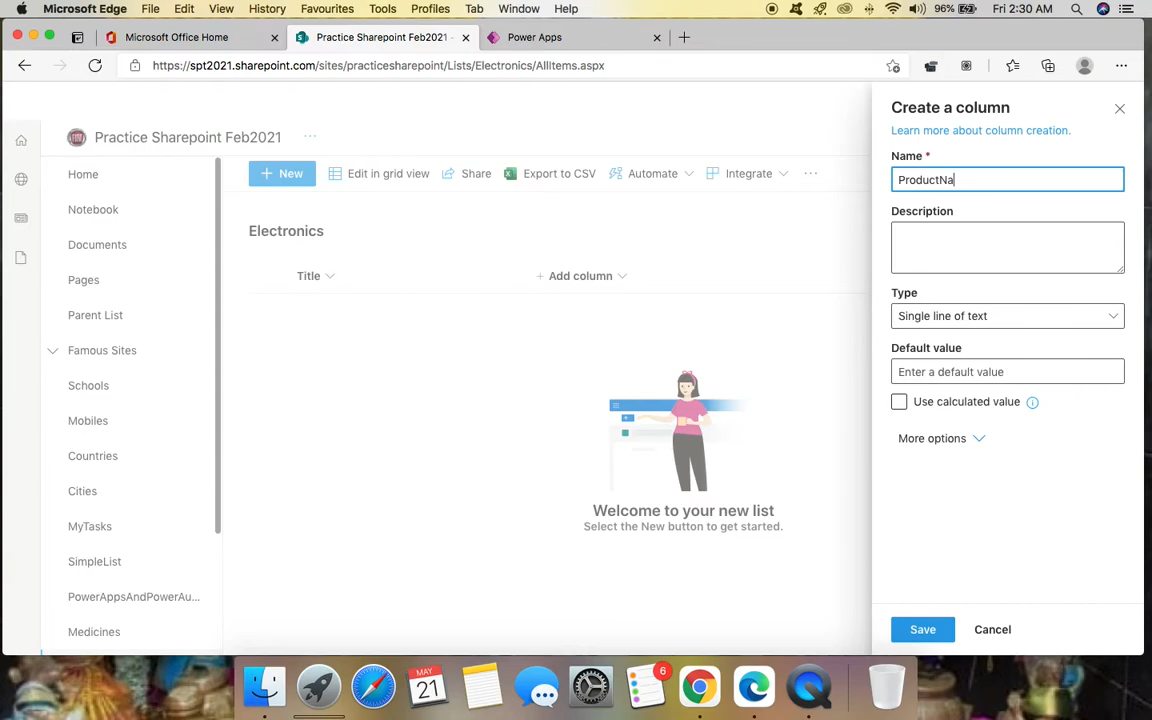 Microsoft Edge File Edit View History Favourites Tools Profiles Tab Window Help 96% Fri 2:30 AM
Microsoft Office Home Practice Sharepoint Feb2021 - Power Apps
https://spt2021.sharepoint.com/sites/practicesharepoint/Lists/Electronics/AllItems.aspx
Practice Sharepoint Feb2021
Home
Notebook
Documents
Pages
Parent List
Famous Sites
Schools
Mobiles
Countries
Cities
MyTasks
SimpleList
PowerAppsAndPowerAu...
Medicines
New Edit in grid view Share Export to CSV Automate Integrate
Electronics
Title Add column
Welcome to your new list
Select the New button to get started.
Create a column
Learn more about column creation.
Name *
ProductNa
Description
Type
Single line of text
Default value
Enter a default value
Use calculated value
More options
Save Cancel
MAY
21
6